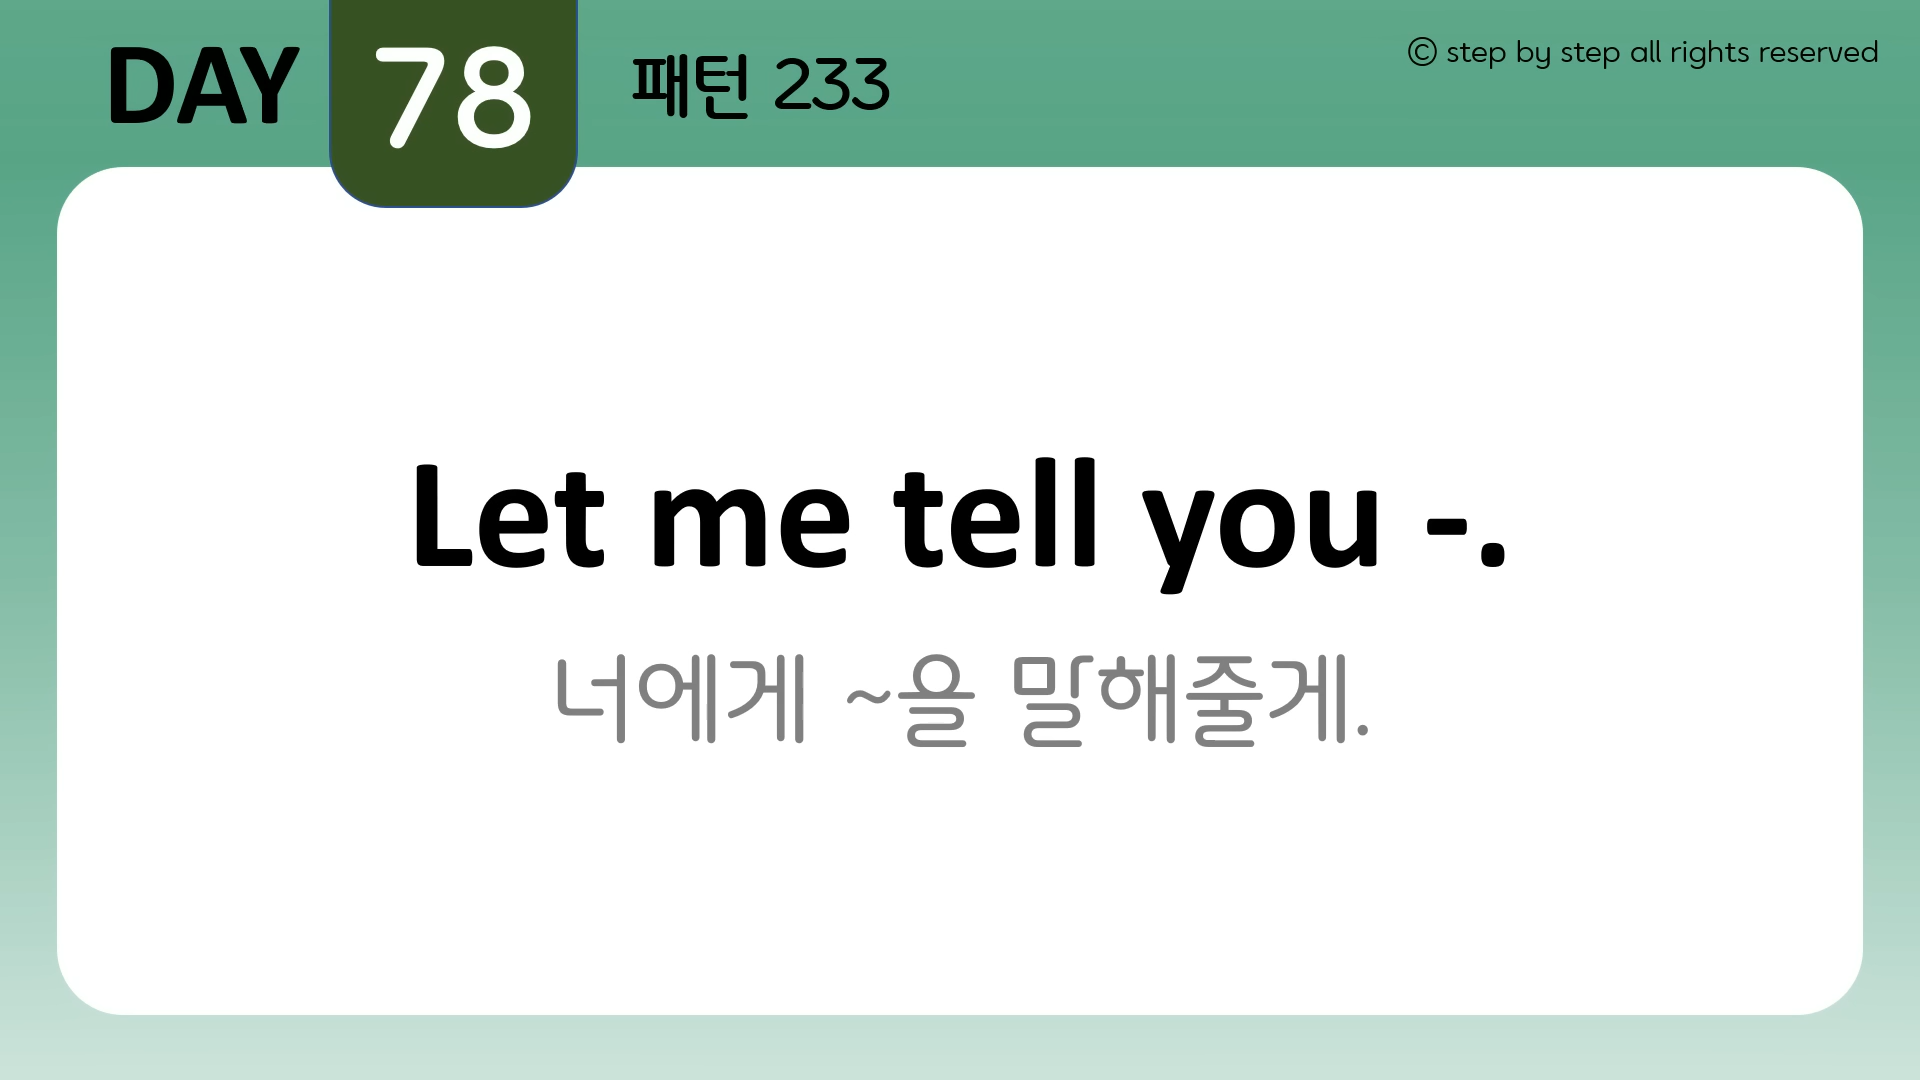 DAY 78 패턴 233
© step by step all rights reserved
Let me tell you -.
너에게 ~을 말해줄게.